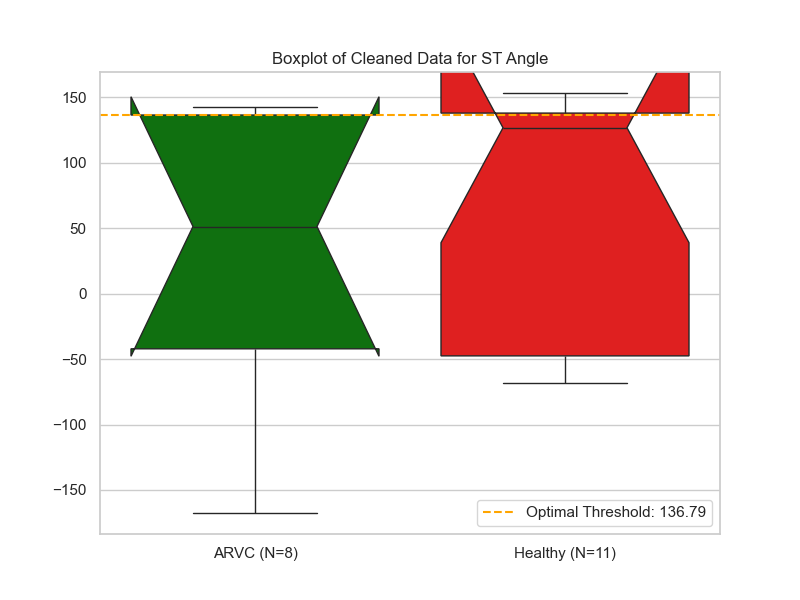 Boxplot of Cleaned Data for ST Angle
150
100
50
0
−50
−100
−150
Optimal Threshold: 136.79
ARVC (N=8)
Healthy (N=11)